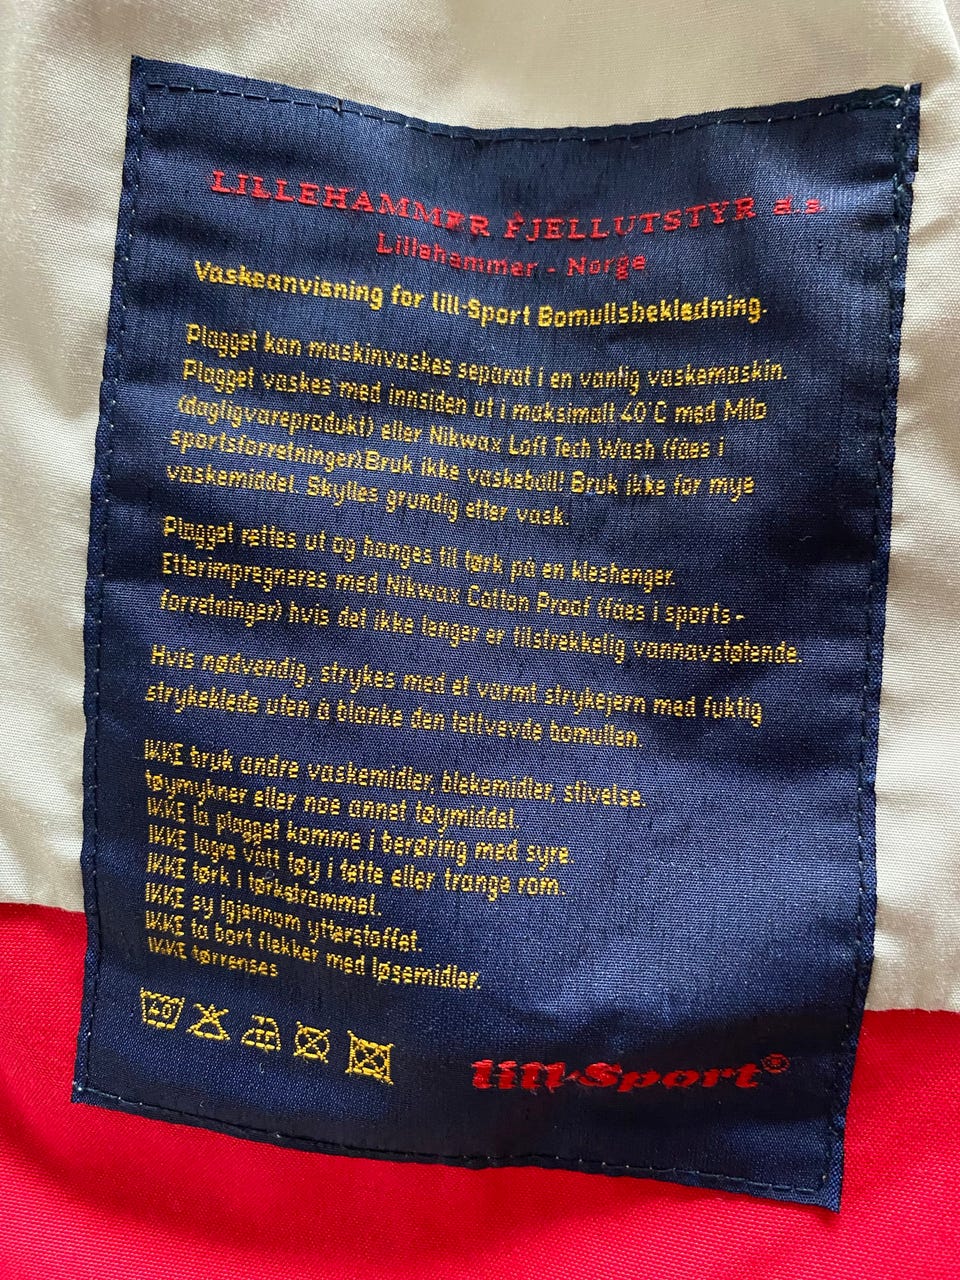 LILLEHAMMER FJELLUTSTYR a.s
Lillehammer - Norge
Vaskeanvisning for lill-Sport Bomullsbekledning.
Plagget kan maskinvaskes separat i en vanlig vaskemaskin.
Plagget vaskes med innsiden ut i maksimalt 40°C med Milo
(dagligvareprodukt) eller Nikwax Loft Tech Wash (fåes i
sportsforretninger).Bruk ikke vaskeball! Bruk ikke for mye
vaskemiddel. Skylles grundig etter vask.
Plagget rettes ut og hanges til tørk på en kleshenger.
Etterimpregneres med Nikwax Cotton Proof (fåes i sports-
forretninger) hvis det ikke lenger er tilstrekkelig vannavstøtende.
Hvis nødvendig, strykes med et varmt strykejern med fuktig
strykeklede uten å blanke den tettvevde bomullen.
IKKE bruk andre vaskemidler, blekemidler, stivelse.
tøymykner eller noe annet tøymiddel.
IKKE la plagget komme i berøring med syre.
IKKE lagre vått tøy i tette eller trange rom.
IKKE tørk i tørketrommel.
IKKE sy igjennom ytterstoffet.
IKKE ta bort flekker med løsemidler.
IKKE tørrenses
40
lill-Sport®